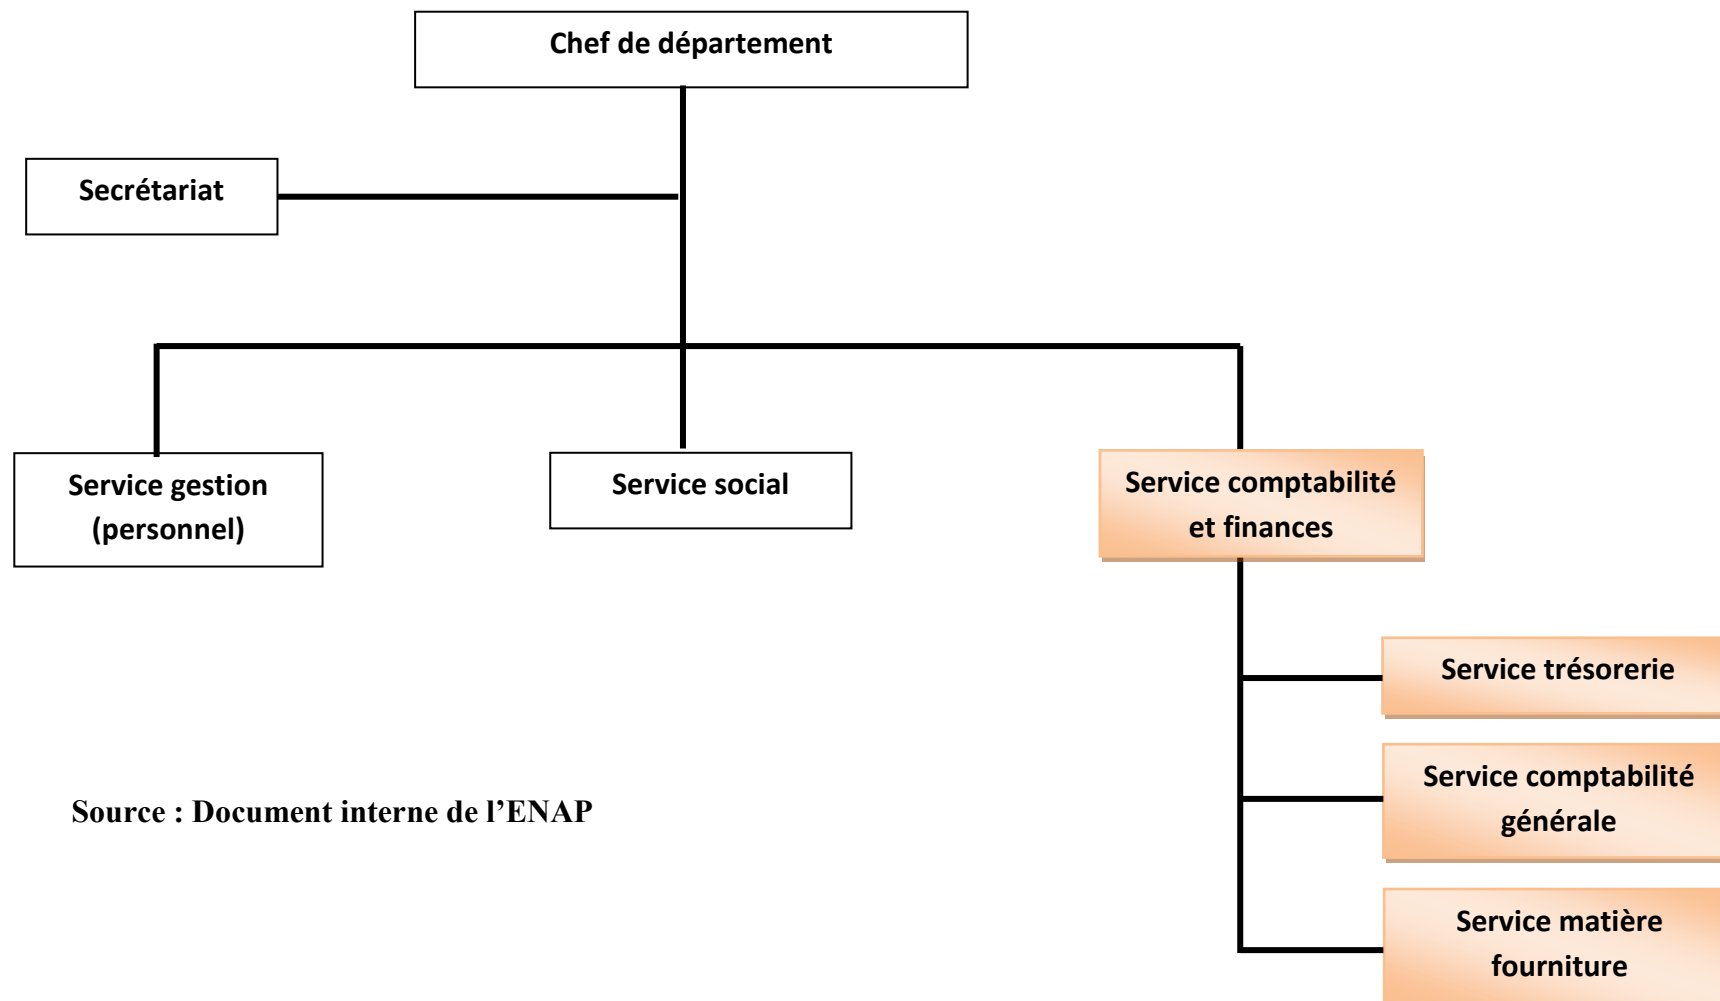 Chef de département
Secrétariat
Service gestion
(personnel)
Service social
Service comptabilité
et finances
Service trésorerie
Service comptabilité
générale
Service matière
fourniture
Source : Document interne de l’ENAP